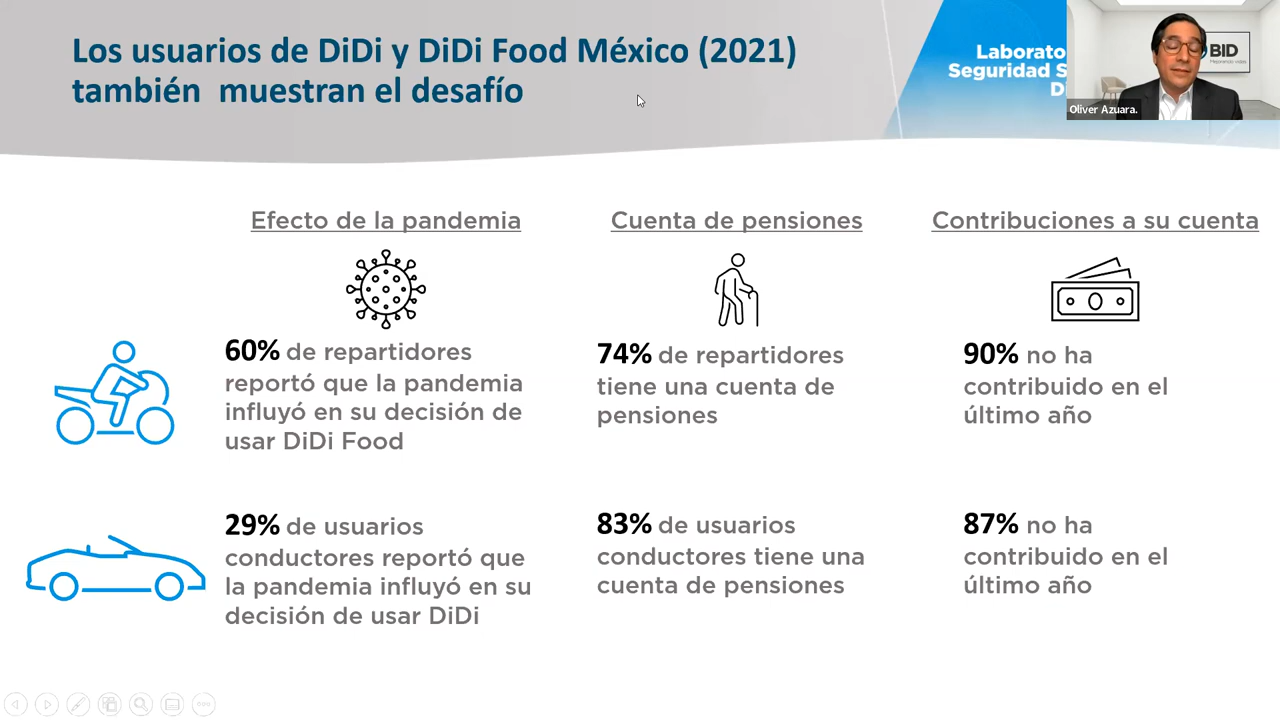 Los usuarios de DiDi y DiDi Food México (2021)
también muestran el desafío
Seguridad
BID
Mejorando vidas
Oliver Azuara.
Efecto de la pandemia
Cuenta de pensiones
Contribuciones a su cuenta
60% de repartidores
reportó que la pandemia
influyó en su decisión de
usar DiDi Food
74% de repartidores
tiene una cuenta de
pensiones
90% no ha
contribuido en el
último año
29% de usuarios
conductores reportó que
la pandemia influyó en su
decisión de usar DiDi
83% de usuarios
conductores tiene una
cuenta de pensiones
87% no ha
contribuido en el
último año